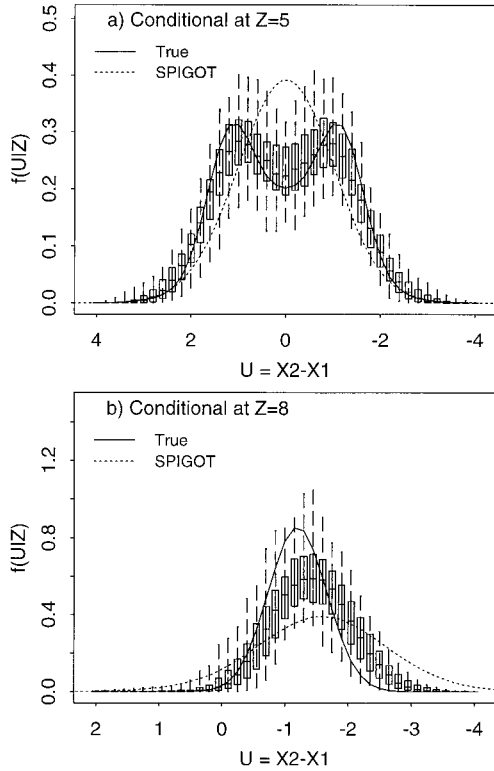 a) Conditional at Z=5
True
SPIGOT
f(U|Z)
0.5
0.4
0.3
0.2
0.1
0.0
4 2 0 -2 -4
U = X2-X1
b) Conditional at Z=8
True
SPIGOT
f(U|Z)
1.2
0.8
0.4
0.0
2 1 0 -1 -2 -3 -4
U = X2-X1